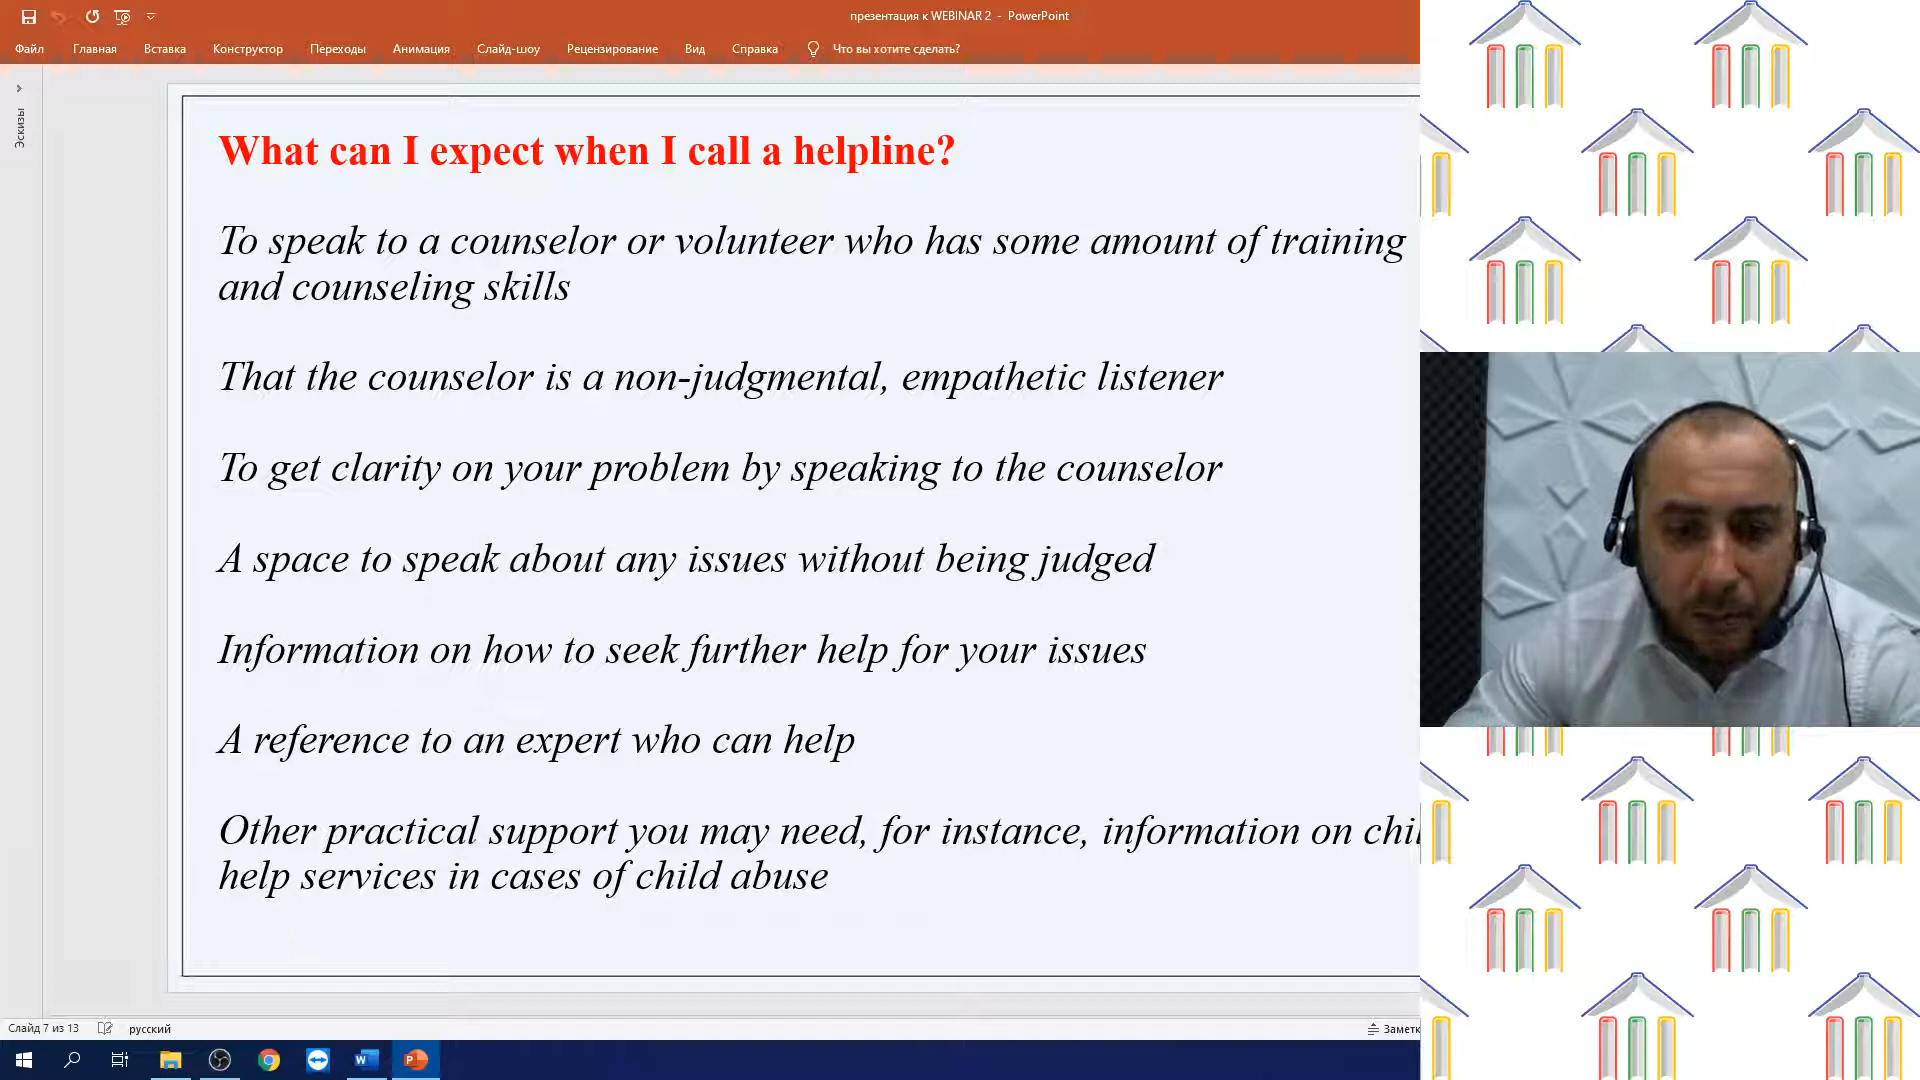 презентация к WEBINAR 2 - PowerPoint
Файл Главная Вставка Конструктор Переходы Анимация Слайд-шоу Рецензирование Вид Справка Что вы хотите сделать?
Эскизы
What can I expect when I call a helpline?
To speak to a counselor or volunteer who has some amount of training
and counseling skills
That the counselor is a non-judgmental, empathetic listener
To get clarity on your problem by speaking to the counselor
A space to speak about any issues without being judged
Information on how to seek further help for your issues
A reference to an expert who can help
Other practical support you may need, for instance, information on chil
help services in cases of child abuse
Слайд 7 из 13 русский Заметк